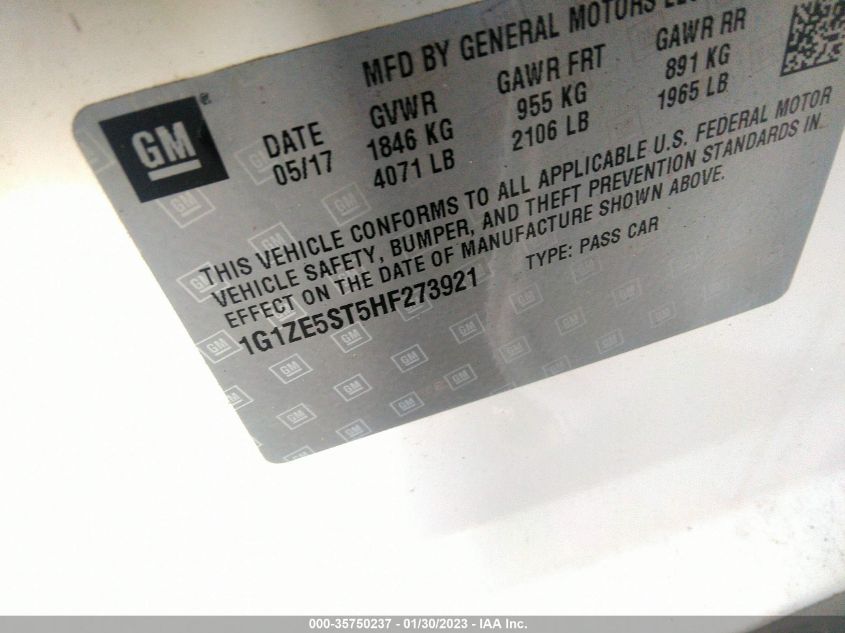 MFD BY GENERAL MOTORS LLC
GM
DATE
05/17
GVWR
1846 KG
4071 LB
GAWR FRT
955 KG
2106 LB
GAWR RR
891 KG
1965 LB
THIS VEHICLE CONFORMS TO ALL APPLICABLE U.S. FEDERAL MOTOR
VEHICLE SAFETY, BUMPER, AND THEFT PREVENTION STANDARDS IN
EFFECT ON THE DATE OF MANUFACTURE SHOWN ABOVE.
1G1ZE5ST5HF273921
TYPE: PASS CAR
000-35750237 - 01/30/2023 - IAA Inc.